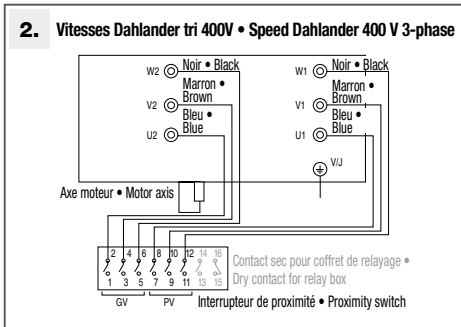 2. Vitesses Dahlander tri 400V • Speed Dahlander 400 V 3-phase
W2 Noir • Black W1 Noir • Black
V2 Marron • Brown V1 Marron • Brown
U2 Bleu • Blue U1 Bleu • Blue
V/J
Axe moteur • Motor axis
2 4 6 8 10 12 14 16
1 3 5 7 9 11 13 15
Contact sec pour coffret de relayage •
Dry contact for relay box
GV PV Interrupteur de proximité • Proximity switch